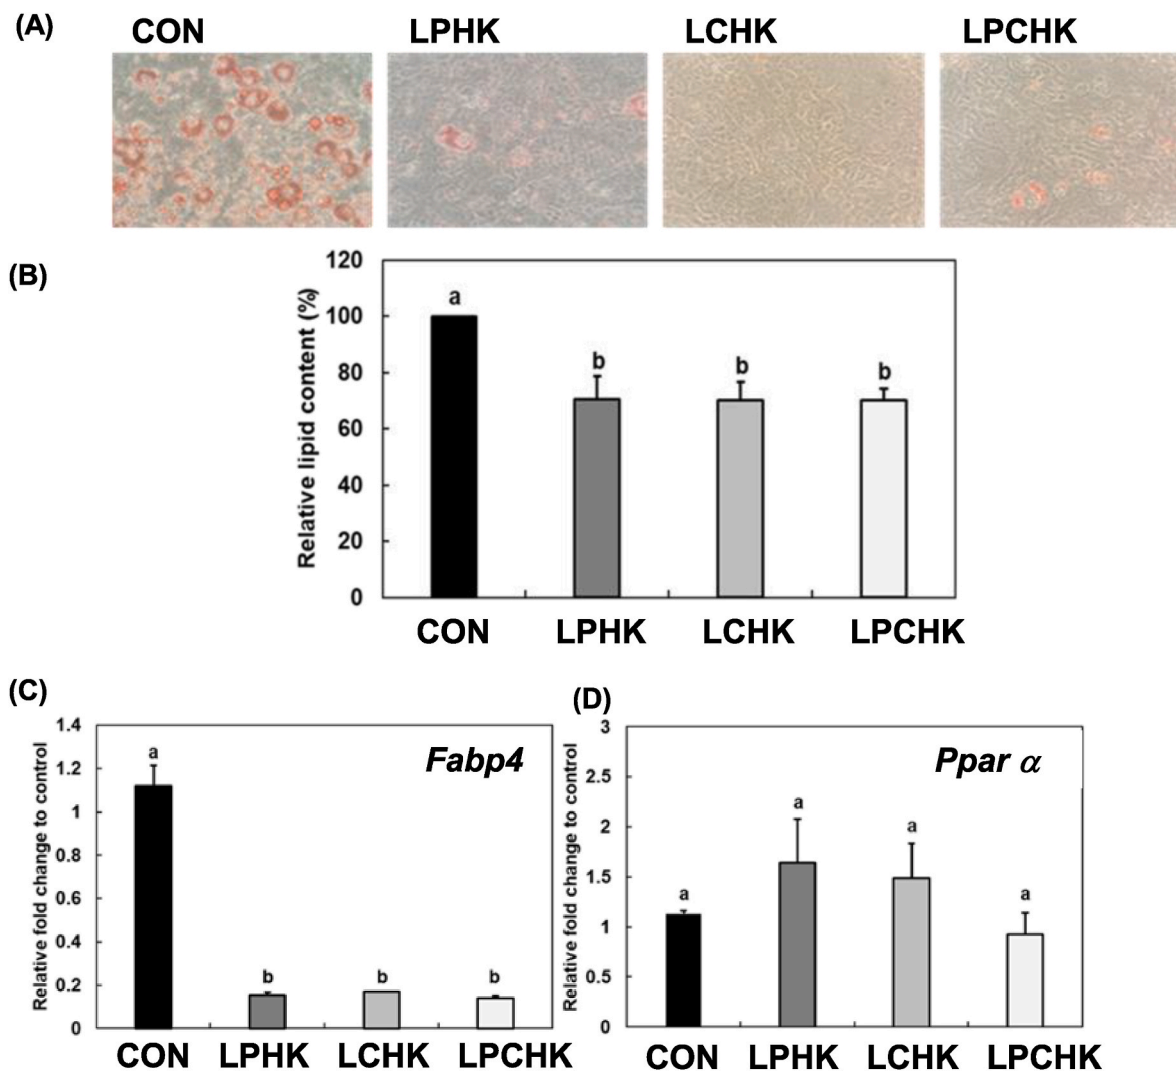 (A)
CON LPHK LCHK LPCHK
(B)
Relative lipid content (%)
120
100
80
60
40
20
0
a
b
b
b
CON LPHK LCHK LPCHK
(C)
Relative fold change to control
1.4
1.2
1
0.8
0.6
0.4
0.2
0
Fabp4
a
b
b
b
CON LPHK LCHK LPCHK
(D)
Relative fold change to control
3
2.5
2
1.5
1
0.5
0
Ppar α
a
a
a
a
CON LPHK LCHK LPCHK